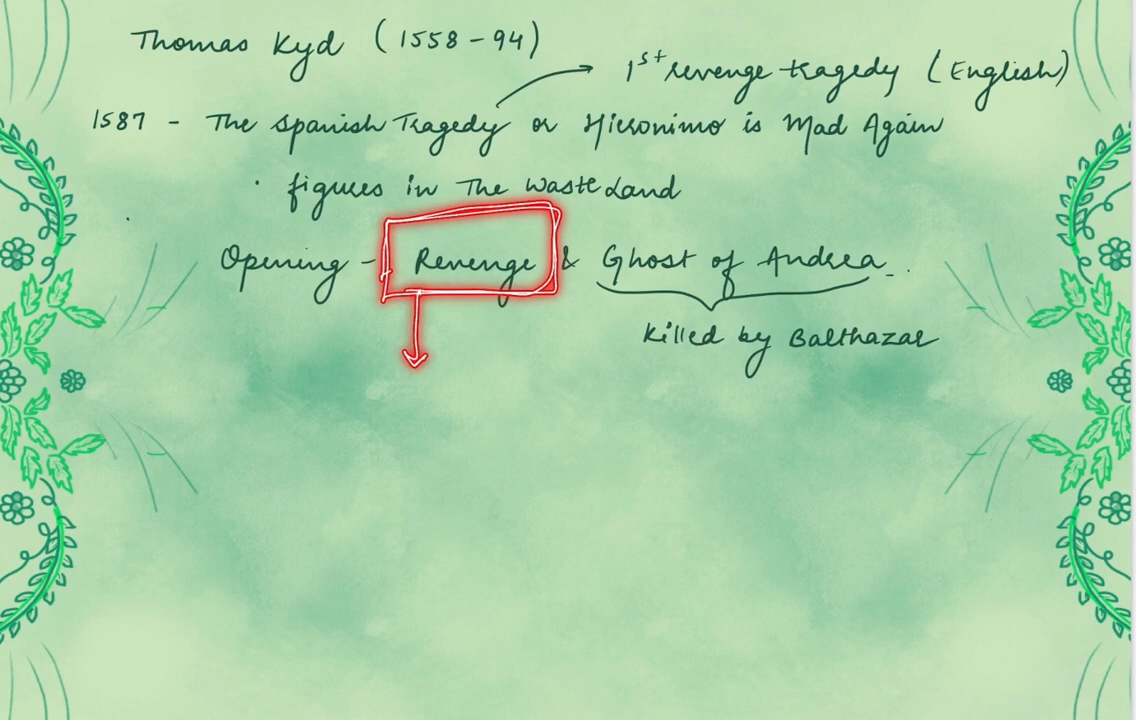 Thomas Kyd (1558-94)
1st revenge tragedy (English)
1587 - The Spanish Tragedy or Hieronimo is Mad Again
. figures in The Waste Land
Opening - Revenge & Ghost of Andrea.
Killed by Balthazar